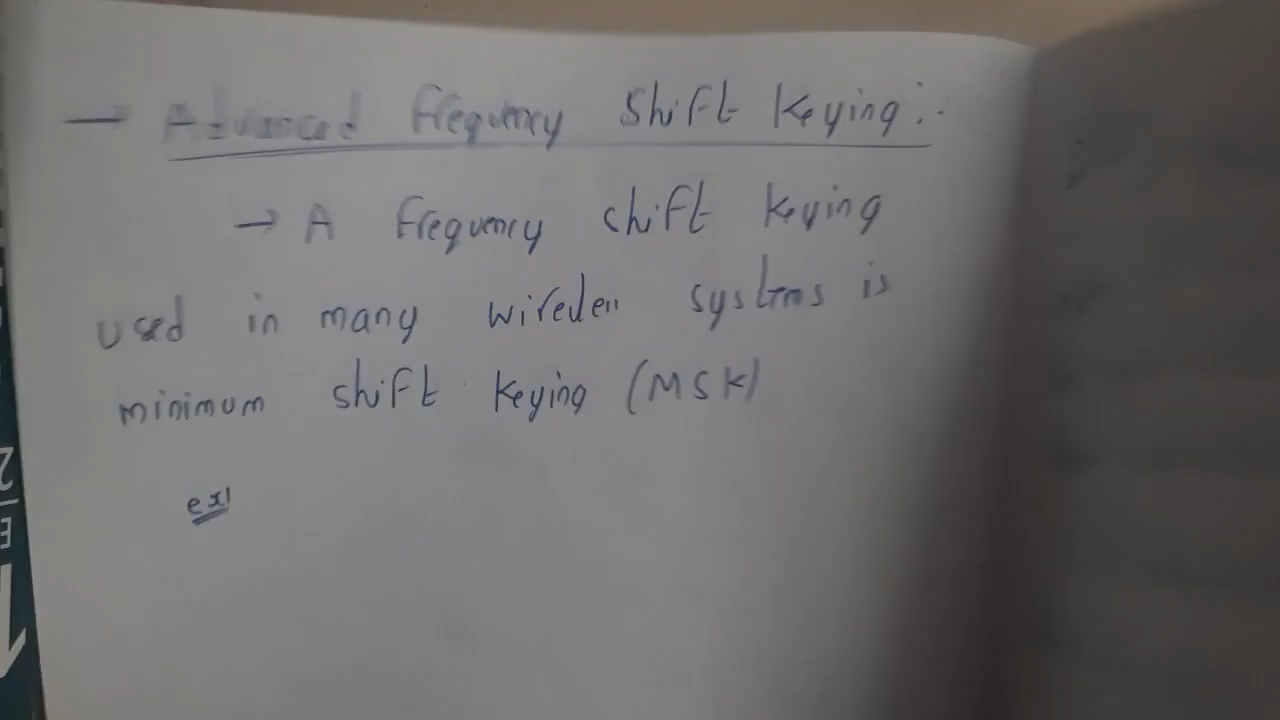 → Advanced Frequency Shift Keying :-
→ A Frequency shift keying
used in many wireless systems is
minimum shift keying (MSK)
ex!